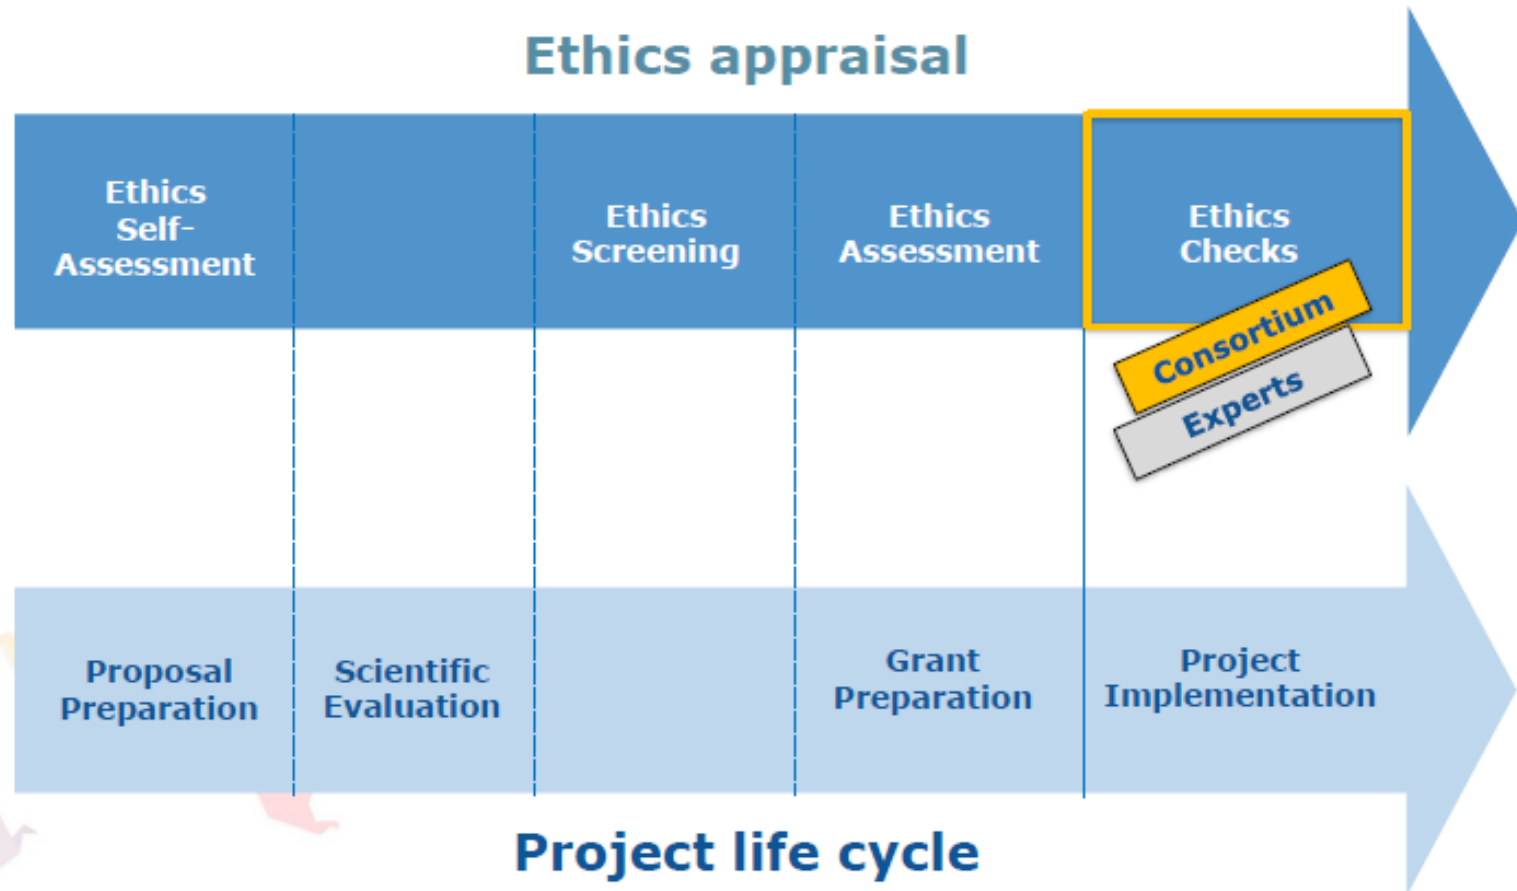 Ethics appraisal
Ethics
Self-
Assessment
Ethics
Screening
Ethics
Assessment
Ethics
Checks
Consortium
Experts
Proposal
Preparation
Scientific
Evaluation
Grant
Preparation
Project
Implementation
Project life cycle